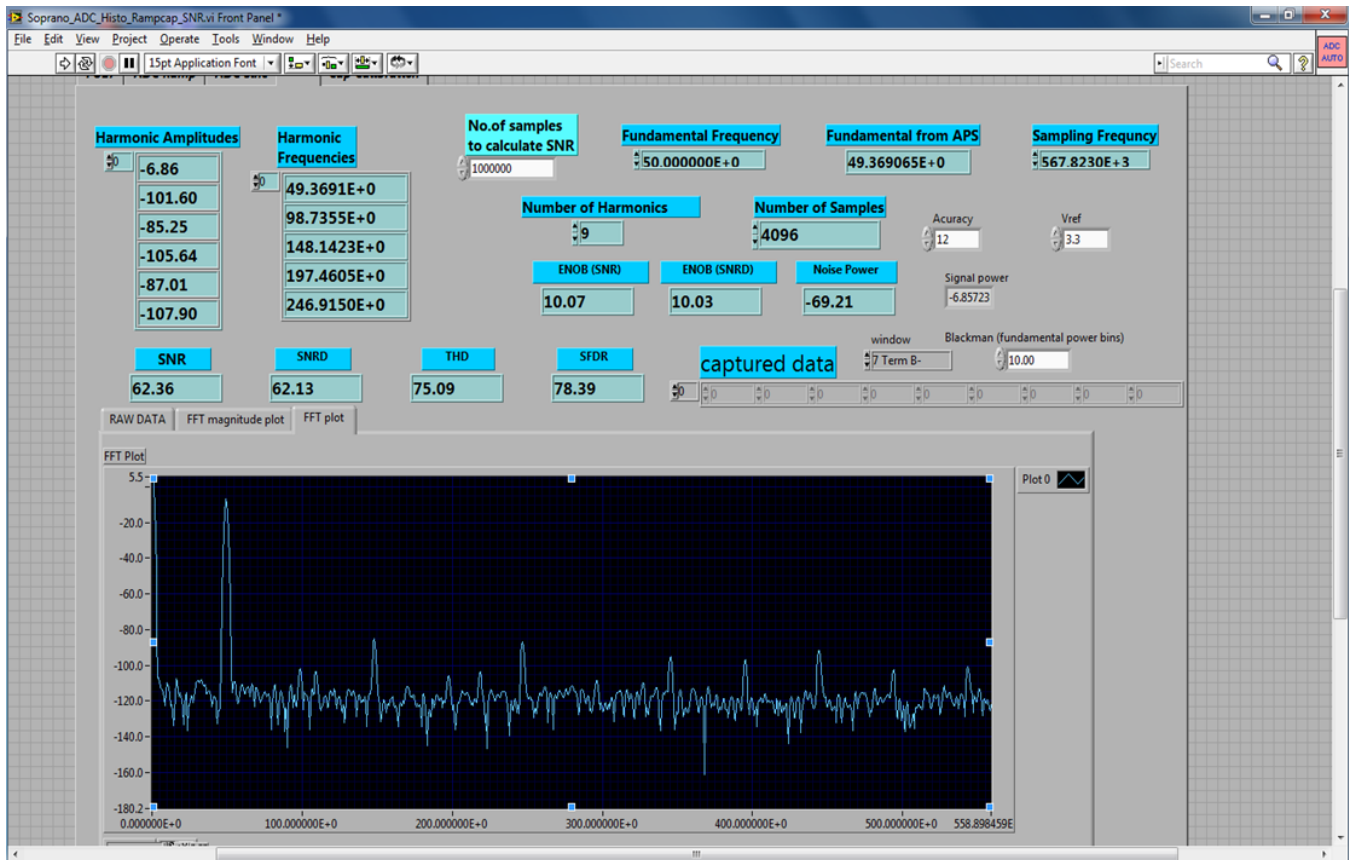 Soprano_ADC_Histo_Rampcap_SNR.vi Front Panel *
File Edit View Project Operate Tools Window Help
15pt Application Font
Search
ADC
AUTO
Harmonic Amplitudes
0
-6.86
-101.60
-85.25
-105.64
-87.01
-107.90
Harmonic
Frequencies
0
49.3691E+0
98.7355E+0
148.1423E+0
197.4605E+0
246.9150E+0
No.of samples
to calculate SNR
1000000
Fundamental Frequency
50.000000E+0
Fundamental from APS
49.369065E+0
Sampling Frequncy
567.8230E+3
Number of Harmonics
9
Number of Samples
4096
Acuracy
12
Vref
3.3
ENOB (SNR)
10.07
ENOB (SNRD)
10.03
Noise Power
-69.21
Signal power
-6.85723
window
7 Term B-
Blackman (fundamental power bins)
10.00
SNR
62.36
SNRD
62.13
THD
75.09
SFDR
78.39
captured data
0 0 0 0 0 0 0 0 0 0
RAW DATA FFT magnitude plot FFT plot
FFT Plot
Plot 0
5.5
-20.0
-40.0
-60.0
-80.0
-100.0
-120.0
-140.0
-160.0
-180.2
0.000000E+0 100.000000E+0 200.000000E+0 300.000000E+0 400.000000E+0 500.000000E+0 558.898459E